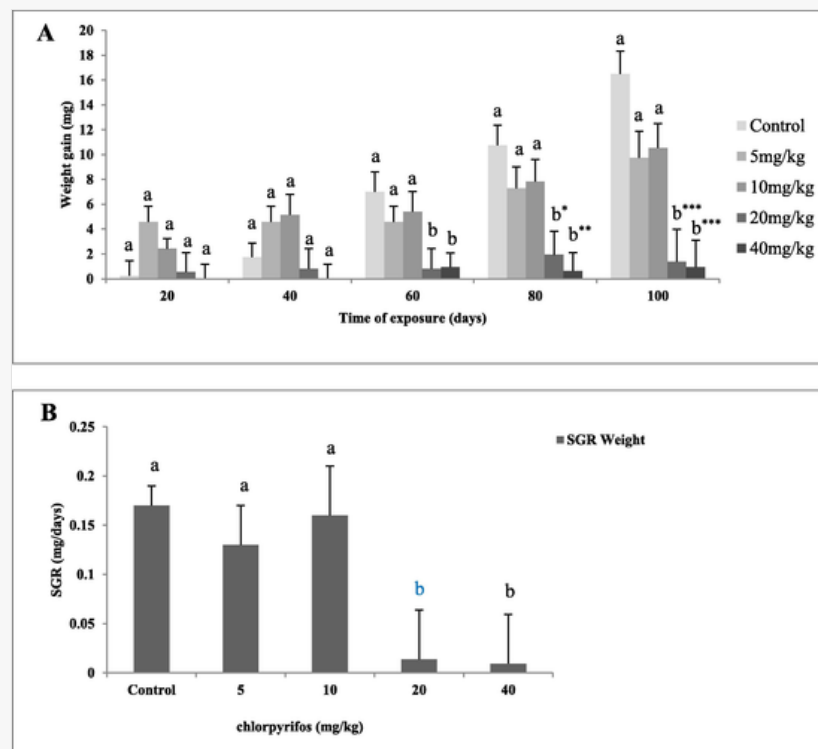 A
20
18
16
14
12
10
8
6
4
2
0
Weight gain (mg)
a a a a a
a a a a a
a a a b b
a a a b* b**
a a a b*** b***
20 40 60 80 100
Time of exposure (days)
Control
5mg/kg
10mg/kg
20mg/kg
40mg/kg
B
0.25
0.2
0.15
0.1
0.05
0
SGR (mg/days)
a a a b b
Control 5 10 20 40
chlorpyrifos (mg/kg)
SGR Weight